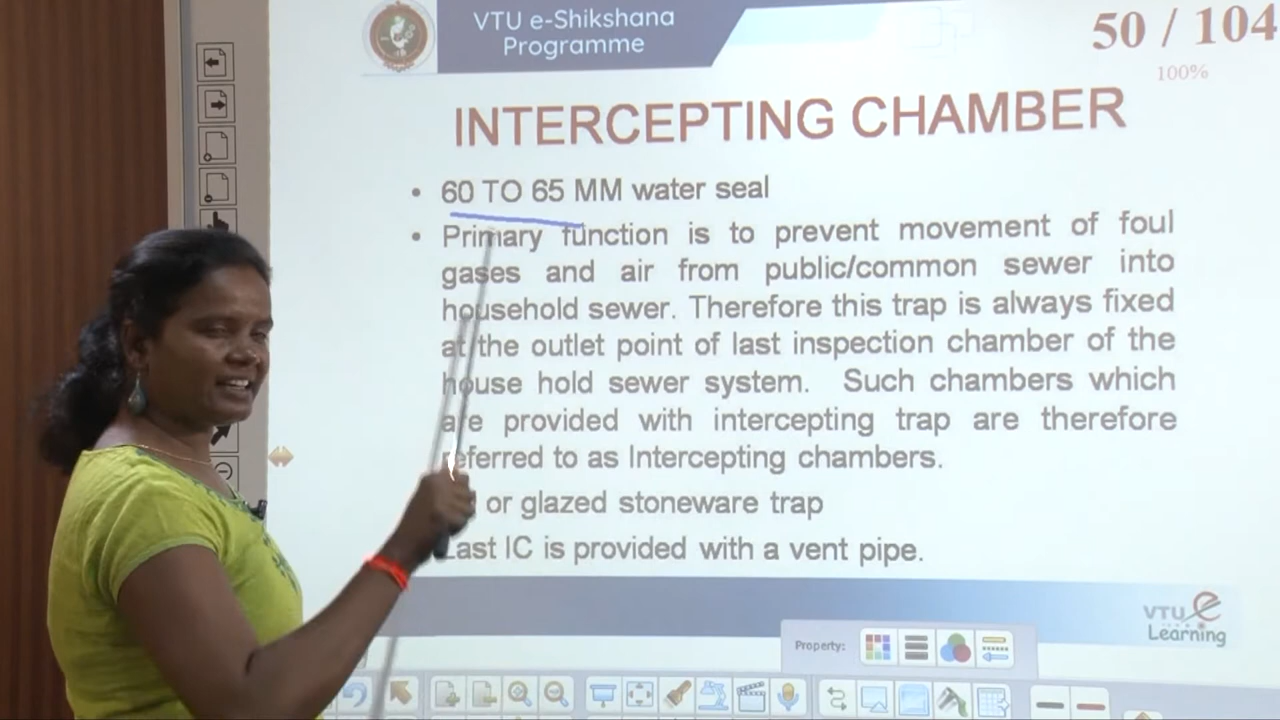 VTU e-Shikshana
Programme
50 / 104
100%
INTERCEPTING CHAMBER
• 60 TO 65 MM water seal
• Primary function is to prevent movement of foul
gases and air from public/common sewer into
household sewer. Therefore this trap is always fixed
at the outlet point of last inspection chamber of the
house hold sewer system. Such chambers which
are provided with intercepting trap are therefore
referred to as Intercepting chambers.
or glazed stoneware trap
Last IC is provided with a vent pipe.
VTU e
Learning
Property: